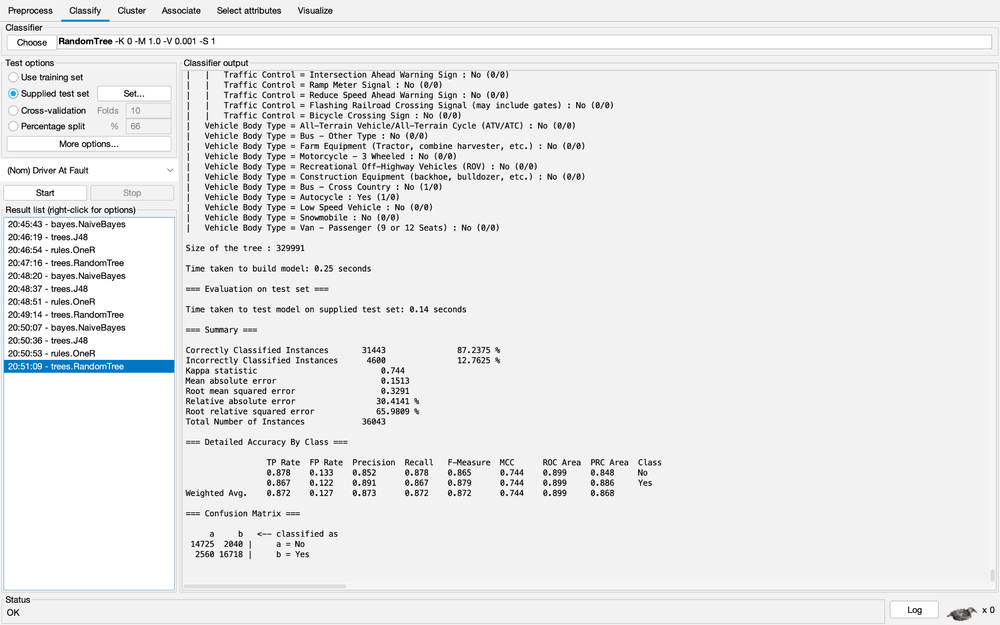 Preprocess Classify Cluster Associate Select attributes Visualize
Classifier
Choose RandomTree -K 0 -M 1.0 -V 0.001 -S 1
Test options
Use training set
Supplied test set Set...
Cross-validation Folds 10
Percentage split % 66
More options...
(Nom) Driver At Fault
Start Stop
Result list (right-click for options)
20:45:43 - bayes.NaiveBayes
20:46:19 - trees.J48
20:46:54 - rules.OneR
20:47:16 - trees.RandomTree
20:48:20 - bayes.NaiveBayes
20:48:37 - trees.J48
20:48:51 - rules.OneR
20:49:14 - trees.RandomTree
20:50:07 - bayes.NaiveBayes
20:50:36 - trees.J48
20:50:53 - rules.OneR
20:51:09 - trees.RandomTree
Classifier output
| | Traffic Control = Intersection Ahead Warning Sign : No (0/0)
| | Traffic Control = Ramp Meter Signal : No (0/0)
| | Traffic Control = Reduce Speed Ahead Warning Sign : No (0/0)
| | Traffic Control = Flashing Railroad Crossing Signal (may include gates) : No (0/0)
| | Traffic Control = Bicycle Crossing Sign : No (0/0)
| Vehicle Body Type = All-Terrain Vehicle/All-Terrain Cycle (ATV/ATC) : No (0/0)
| Vehicle Body Type = Bus - Other Type : No (0/0)
| Vehicle Body Type = Farm Equipment (Tractor, combine harvester, etc.) : No (0/0)
| Vehicle Body Type = Motorcycle - 3 Wheeled : No (0/0)
| Vehicle Body Type = Recreational Off-Highway Vehicles (ROV) : No (0/0)
| Vehicle Body Type = Construction Equipment (backhoe, bulldozer, etc.) : No (0/0)
| Vehicle Body Type = Bus - Cross Country : No (1/0)
| Vehicle Body Type = Autocycle : Yes (1/0)
| Vehicle Body Type = Low Speed Vehicle : No (0/0)
| Vehicle Body Type = Snowmobile : No (0/0)
| Vehicle Body Type = Van - Passenger (9 or 12 Seats) : No (0/0)
Size of the tree : 329991
Time taken to build model: 0.25 seconds
=== Evaluation on test set ===
Time taken to test model on supplied test set: 0.14 seconds
=== Summary ===
Correctly Classified Instances 31443 87.2375 %
Incorrectly Classified Instances 4600 12.7625 %
Kappa statistic 0.744
Mean absolute error 0.1513
Root mean squared error 0.3291
Relative absolute error 30.4141 %
Root relative squared error 65.9809 %
Total Number of Instances 36043
=== Detailed Accuracy By Class ===
TP Rate FP Rate Precision Recall F-Measure MCC ROC Area PRC Area Class
0.878 0.133 0.852 0.878 0.865 0.744 0.899 0.848 No
0.867 0.122 0.891 0.867 0.879 0.744 0.899 0.886 Yes
Weighted Avg. 0.872 0.127 0.873 0.872 0.872 0.744 0.899 0.868
=== Confusion Matrix ===
a b <-- classified as
14725 2040 | a = No
2560 16718 | b = Yes
Status
OK
Log x 0